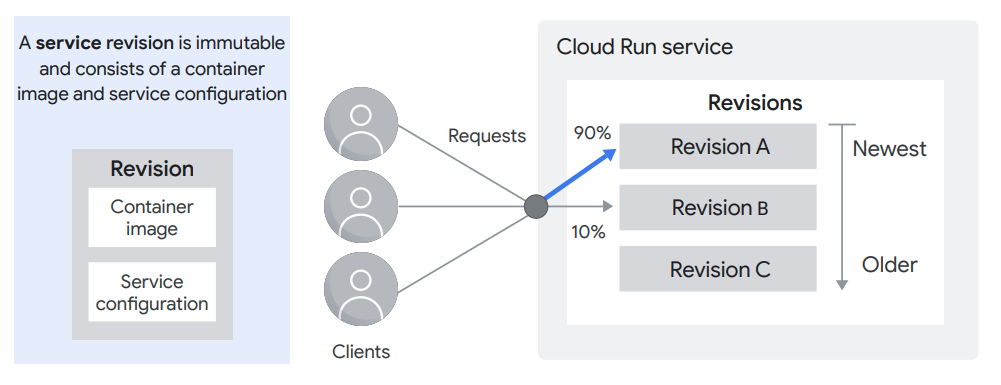 A service revision is immutable
and consists of a container
image and service configuration
Revision
Container
image
Service
configuration
Clients
Requests
90%
10%
Cloud Run service
Revisions
Revision A
Revision B
Revision C
Newest
Older